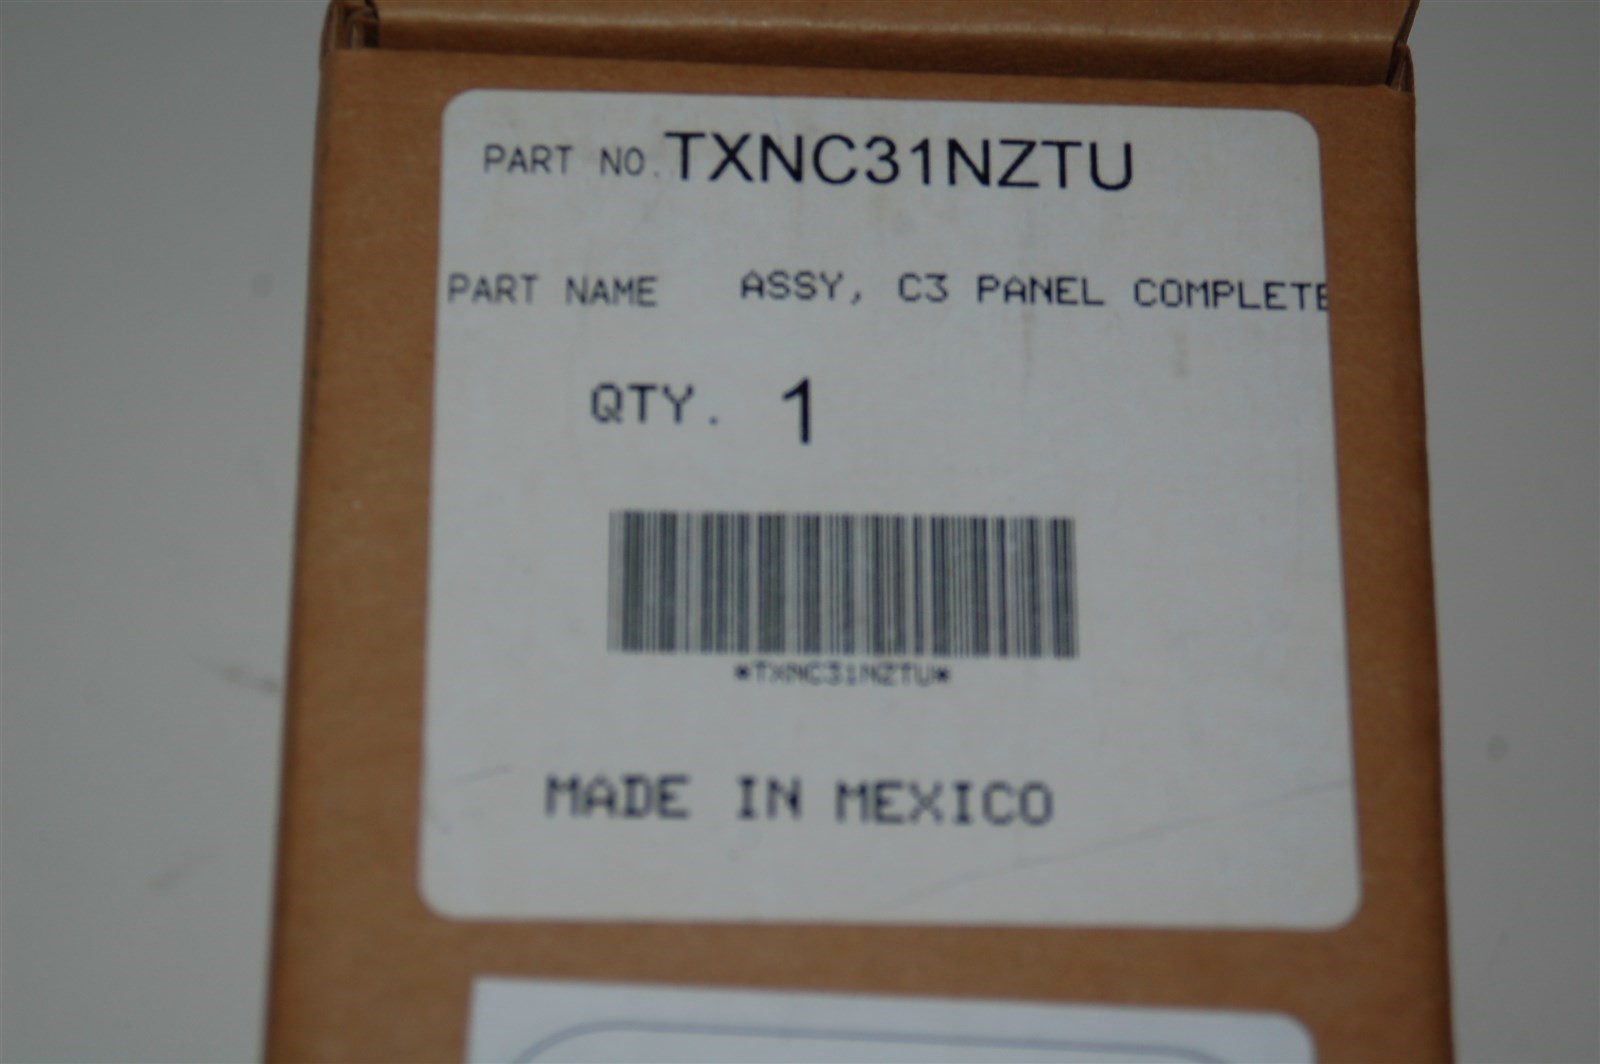 PART NO. TXNC31NZTU
PART NAME ASSY, C3 PANEL COMPLETE
QTY. 1
*TXNC31NZTU*
MADE IN MEXICO